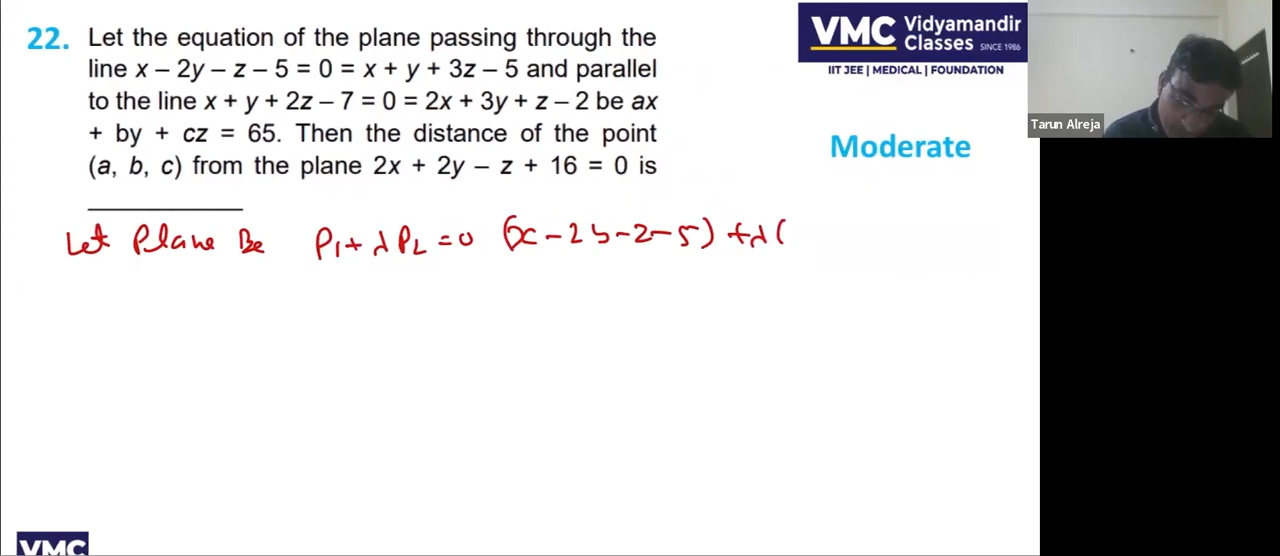 22. Let the equation of the plane passing through the
line x – 2y – z – 5 = 0 = x + y + 3z – 5 and parallel
to the line x + y + 2z – 7 = 0 = 2x + 3y + z – 2 be ax
+ by + cz = 65. Then the distance of the point
(a, b, c) from the plane 2x + 2y – z + 16 = 0 is
__________
VMC Vidyamandir Classes SINCE 1986
IIT JEE | MEDICAL | FOUNDATION
Tarun Alreja
Moderate
Let Plane Be P₁ + λ P₂ = 0 (x – 2y – z – 5) + λ (
VMC